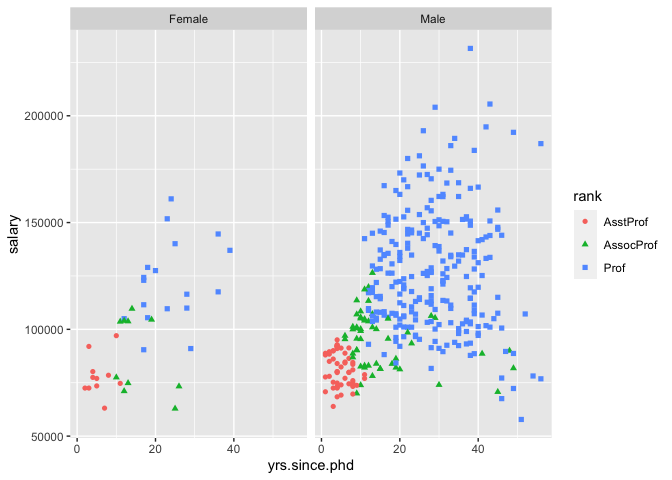 Female Male
200000
150000
100000
50000
salary
0 20 40 0 20 40
yrs.since.phd
rank
AsstProf
AssocProf
Prof